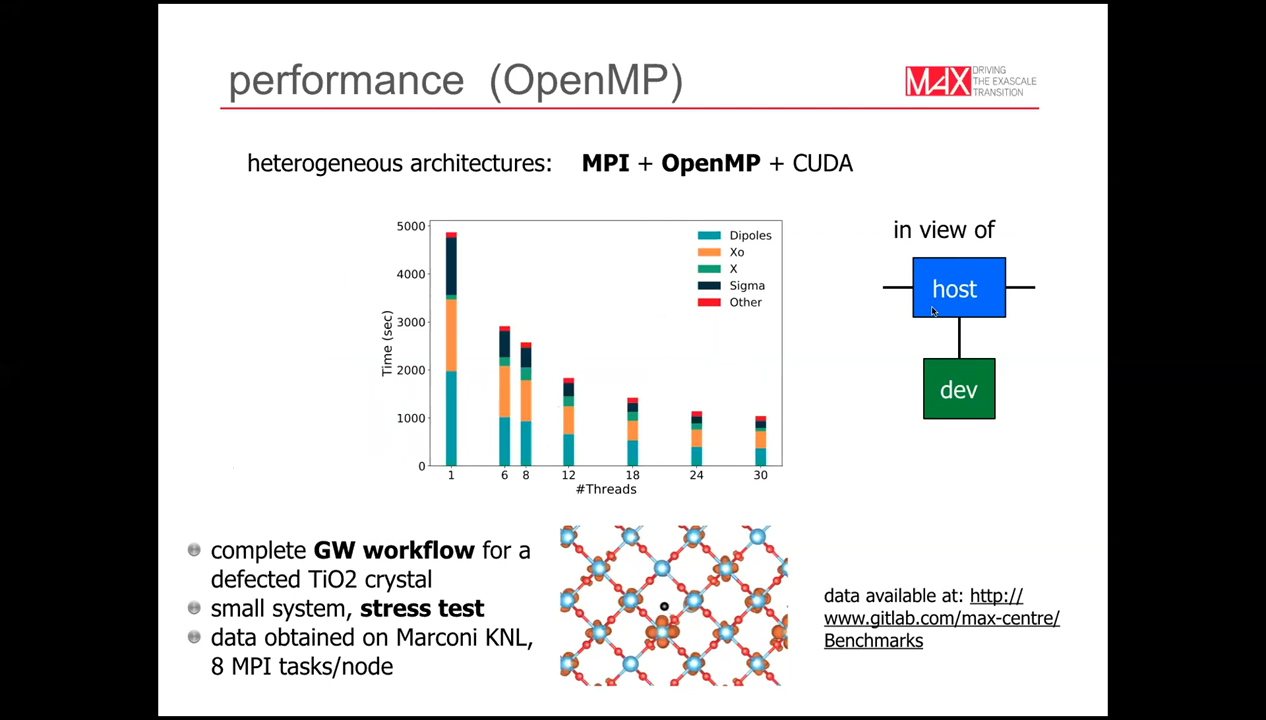 performance (OpenMP)
MAX
DRIVING
THE EXASCALE
TRANSITION
heterogeneous architectures: MPI + OpenMP + CUDA
5000
4000
3000
2000
1000
0
Time (sec)
1 6 8 12 18 24 30
#Threads
Dipoles
Xo
X
Sigma
Other
in view of
host
dev
complete GW workflow for a
defected TiO2 crystal
small system, stress test
data obtained on Marconi KNL,
8 MPI tasks/node
data available at: http://
www.gitlab.com/max-centre/
Benchmarks